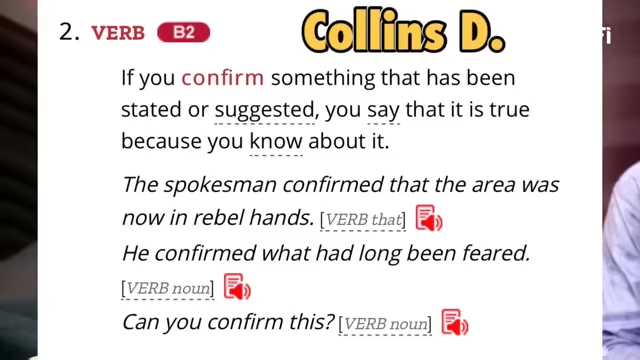 2. VERB B2
Collins D.
If you confirm something that has been
stated or suggested, you say that it is true
because you know about it.
The spokesman confirmed that the area was
now in rebel hands. [VERB that]
He confirmed what had long been feared.
[VERB noun]
Can you confirm this? [VERB noun]